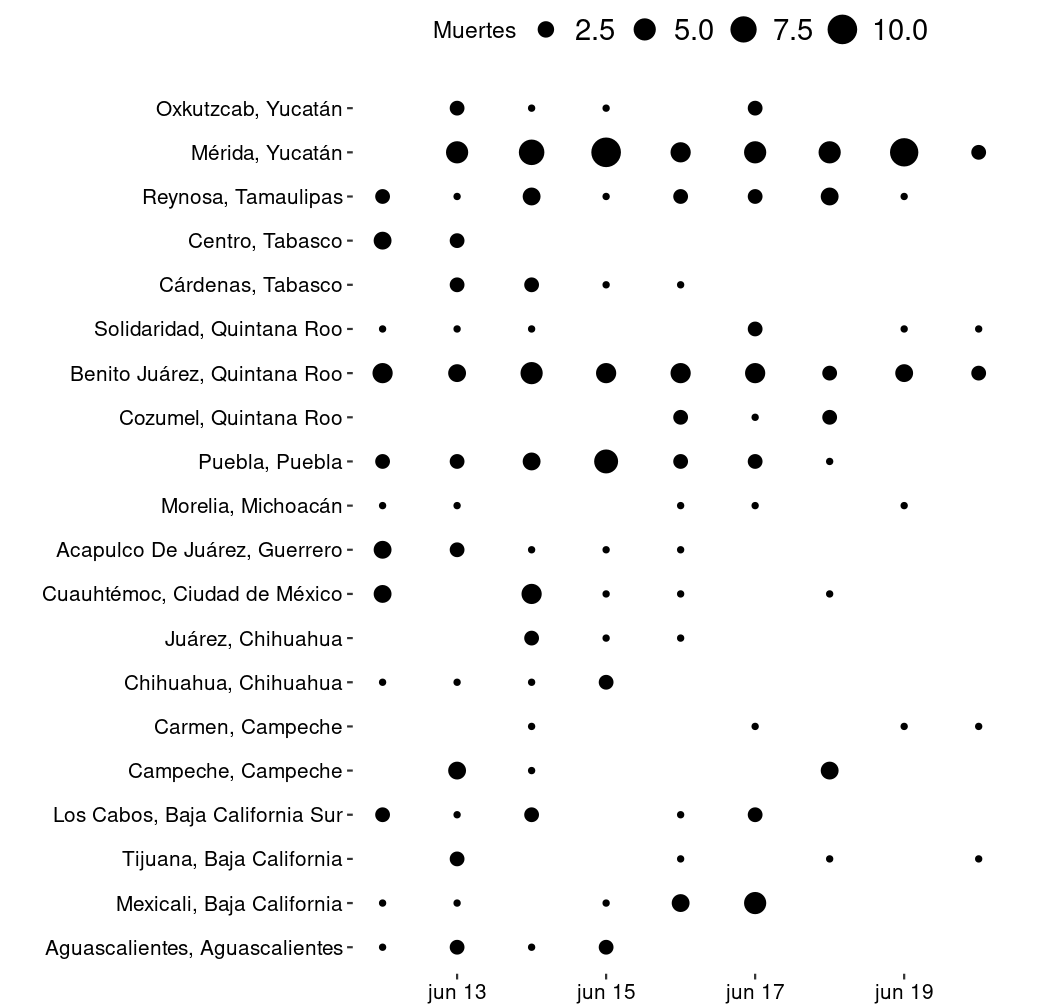 Muertes 2.5 5.0 7.5 10.0
Oxkutzcab, Yucatán
Mérida, Yucatán
Reynosa, Tamaulipas
Centro, Tabasco
Cárdenas, Tabasco
Solidaridad, Quintana Roo
Benito Juárez, Quintana Roo
Cozumel, Quintana Roo
Puebla, Puebla
Morelia, Michoacán
Acapulco De Juárez, Guerrero
Cuauhtémoc, Ciudad de México
Juárez, Chihuahua
Chihuahua, Chihuahua
Carmen, Campeche
Campeche, Campeche
Los Cabos, Baja California Sur
Tijuana, Baja California
Mexicali, Baja California
Aguascalientes, Aguascalientes
jun 13 jun 15 jun 17 jun 19